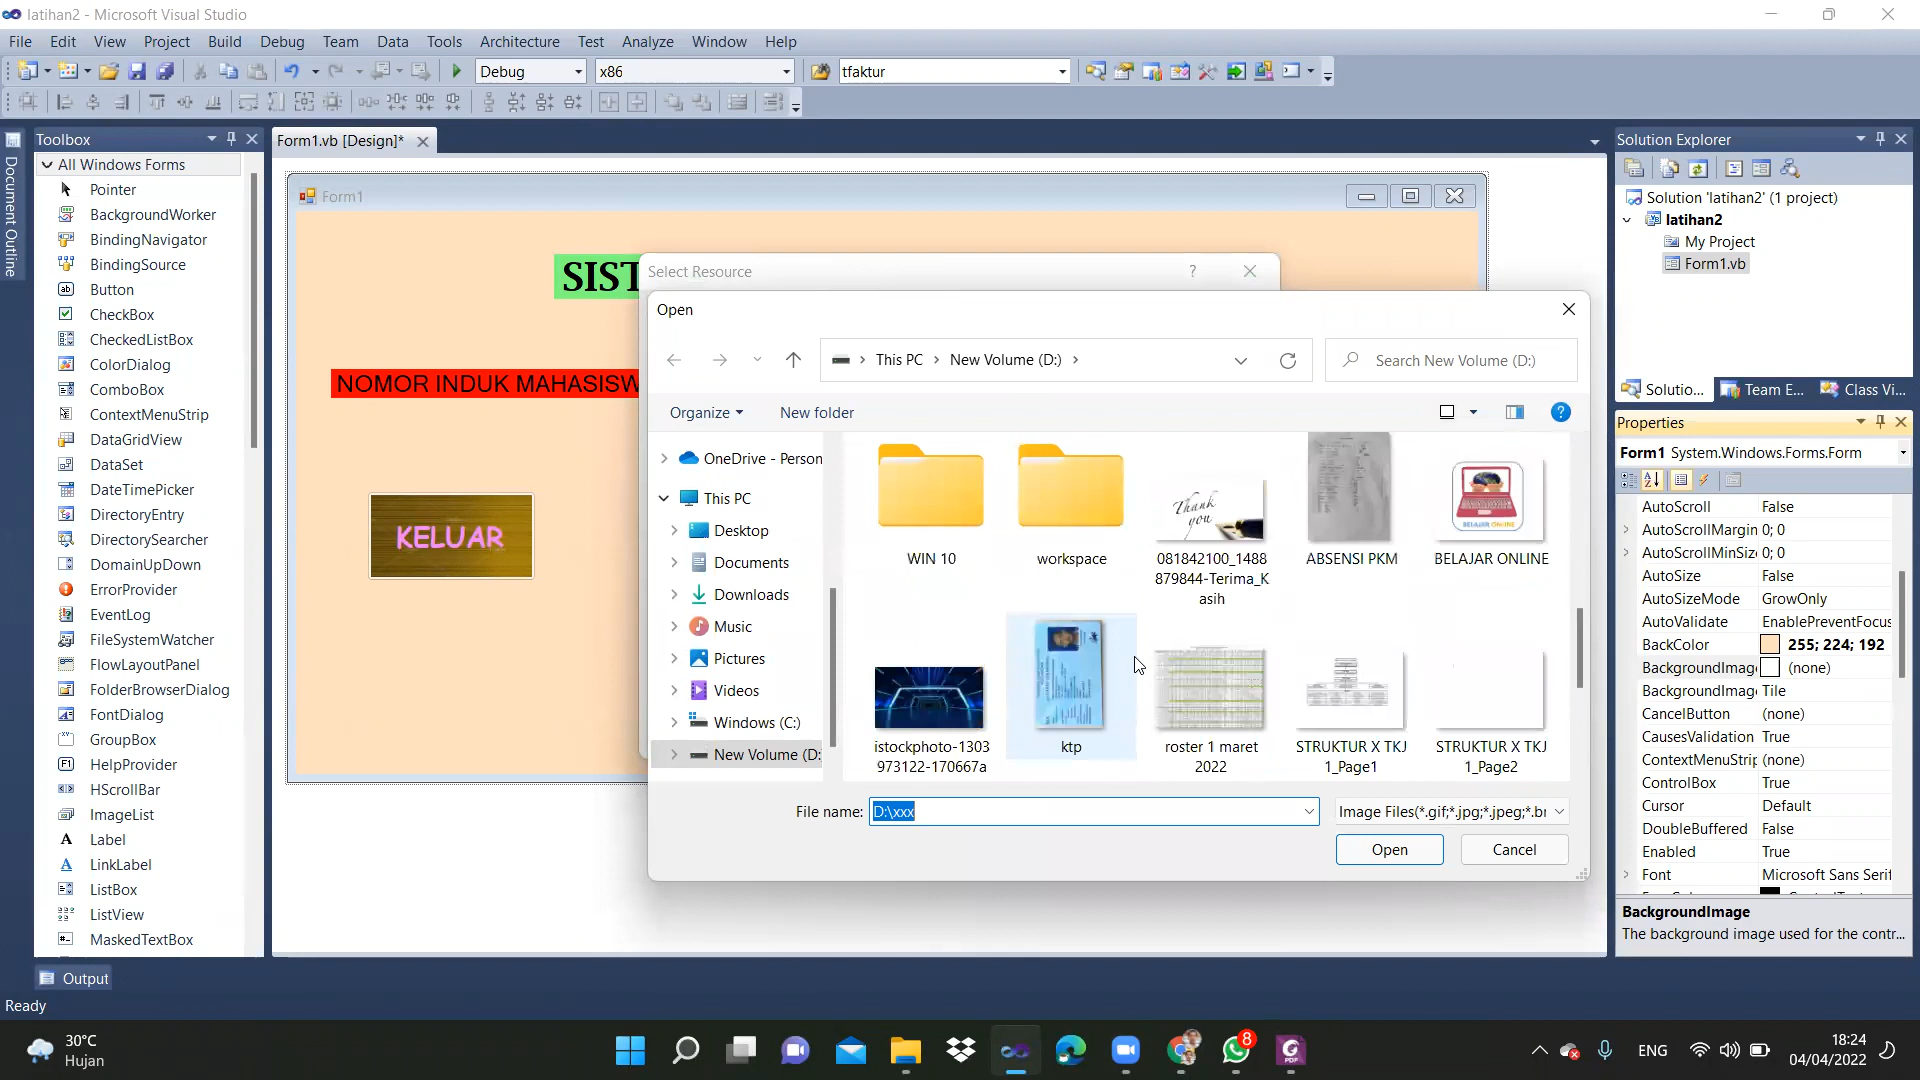 latihan2 - Microsoft Visual Studio
File Edit View Project Build Debug Team Data Tools Architecture Test Analyze Window Help
Debug x86 tfaktur
Document Outline
Toolbox
All Windows Forms
Pointer
BackgroundWorker
BindingNavigator
BindingSource
Button
CheckBox
CheckedListBox
ColorDialog
ComboBox
ContextMenuStrip
DataGridView
DataSet
DateTimePicker
DirectoryEntry
DirectorySearcher
DomainUpDown
ErrorProvider
EventLog
FileSystemWatcher
FlowLayoutPanel
FolderBrowserDialog
FontDialog
GroupBox
HelpProvider
HScrollBar
ImageList
Label
LinkLabel
ListBox
ListView
MaskedTextBox
Form1.vb [Design]*
Form1
SIST
NOMOR INDUK MAHASISW
KELUAR
Select Resource
?
Open
This PC New Volume (D:)
Search New Volume (D:)
Organize
New folder
OneDrive - Person
This PC
Desktop
Documents
Downloads
Music
Pictures
Videos
Windows (C:)
New Volume (D:
WIN 10
workspace
Thank you
081842100_1488
879844-Terima_K
asih
ABSENSI PKM
BELAJAR ONLINE
BELAJAR ONLINE
istockphoto-1303
973122-170667a
ktp
roster 1 maret
2022
STRUKTUR X TKJ
1_Page1
STRUKTUR X TKJ
1_Page2
File name: D:\xxx
Image Files(*.gif;*.jpg;*.jpeg;*.br
Open
Cancel
Solution Explorer
Solution 'latihan2' (1 project)
latihan2
My Project
Form1.vb
Solutio... Team E... Class Vi...
Properties
Form1 System.Windows.Forms.Form
AutoScroll False
AutoScrollMargin 0; 0
AutoScrollMinSize 0; 0
AutoSize False
AutoSizeMode GrowOnly
AutoValidate EnablePreventFocus
BackColor 255; 224; 192
BackgroundImage (none)
BackgroundImage Tile
CancelButton (none)
CausesValidation True
ContextMenuStrip (none)
ControlBox True
Cursor Default
DoubleBuffered False
Enabled True
Font Microsoft Sans Serif
BackgroundImage
The background image used for the contr...
Output
Ready
30°C
Hujan
8
PDF
ENG
18:24
04/04/2022